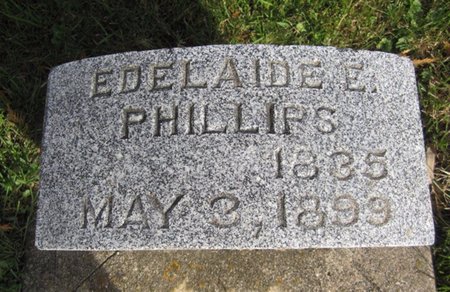 EDELAIDE E.
PHILLIPS
1835
MAY 3, 1899